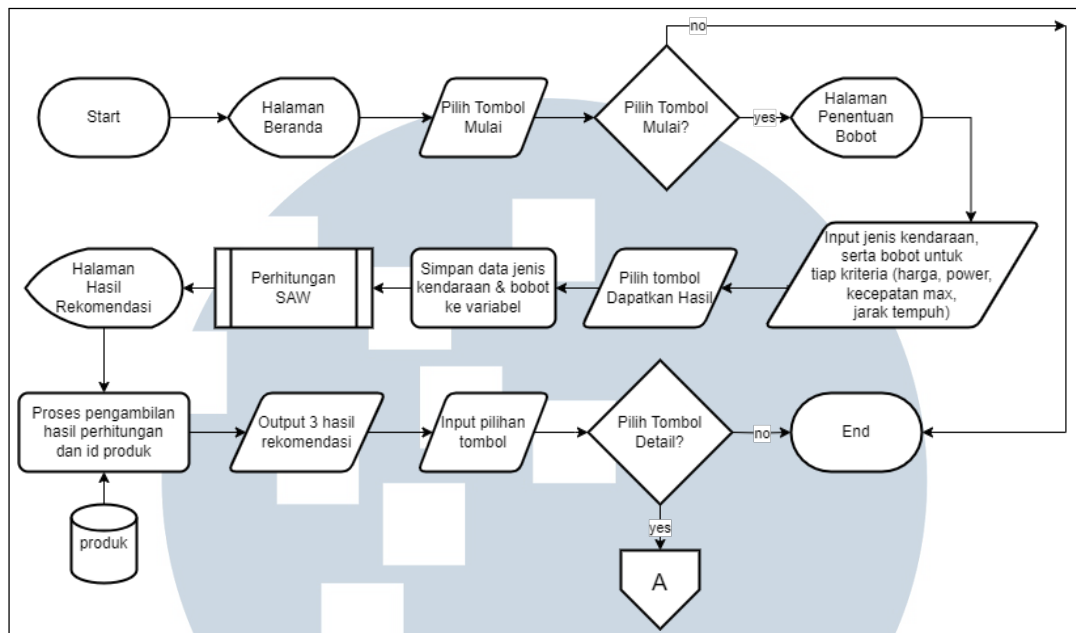 no
Start
Halaman
Beranda
Pilih Tombol
Mulai
Pilih Tombol
Mulai?
yes
Halaman
Penentuan
Bobot
Input jenis kendaraan,
serta bobot untuk
tiap kriteria (harga, power,
kecepatan max,
jarak tempuh)
Pilih tombol
Dapatkan Hasil
Simpan data jenis
kendaraan & bobot
ke variabel
Perhitungan
SAW
Halaman
Hasil
Rekomendasi
Proses pengambilan
hasil perhitungan
dan id produk
produk
Output 3 hasil
rekomendasi
Input pilihan
tombol
Pilih Tombol
Detail?
no
End
yes
A